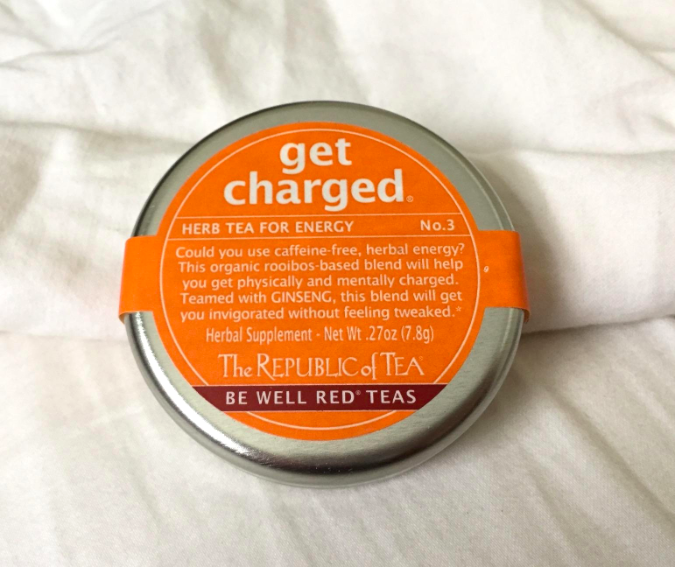 get
charged®
HERB TEA FOR ENERGY No.3
Could you use caffeine-free, herbal energy?
This organic rooibos-based blend will help
you get physically and mentally charged.
Teamed with GINSENG, this blend will get
you invigorated without feeling tweaked.*
Herbal Supplement - Net Wt .27oz (7.8g)
The REPUBLIC of TEA®
BE WELL RED® TEAS